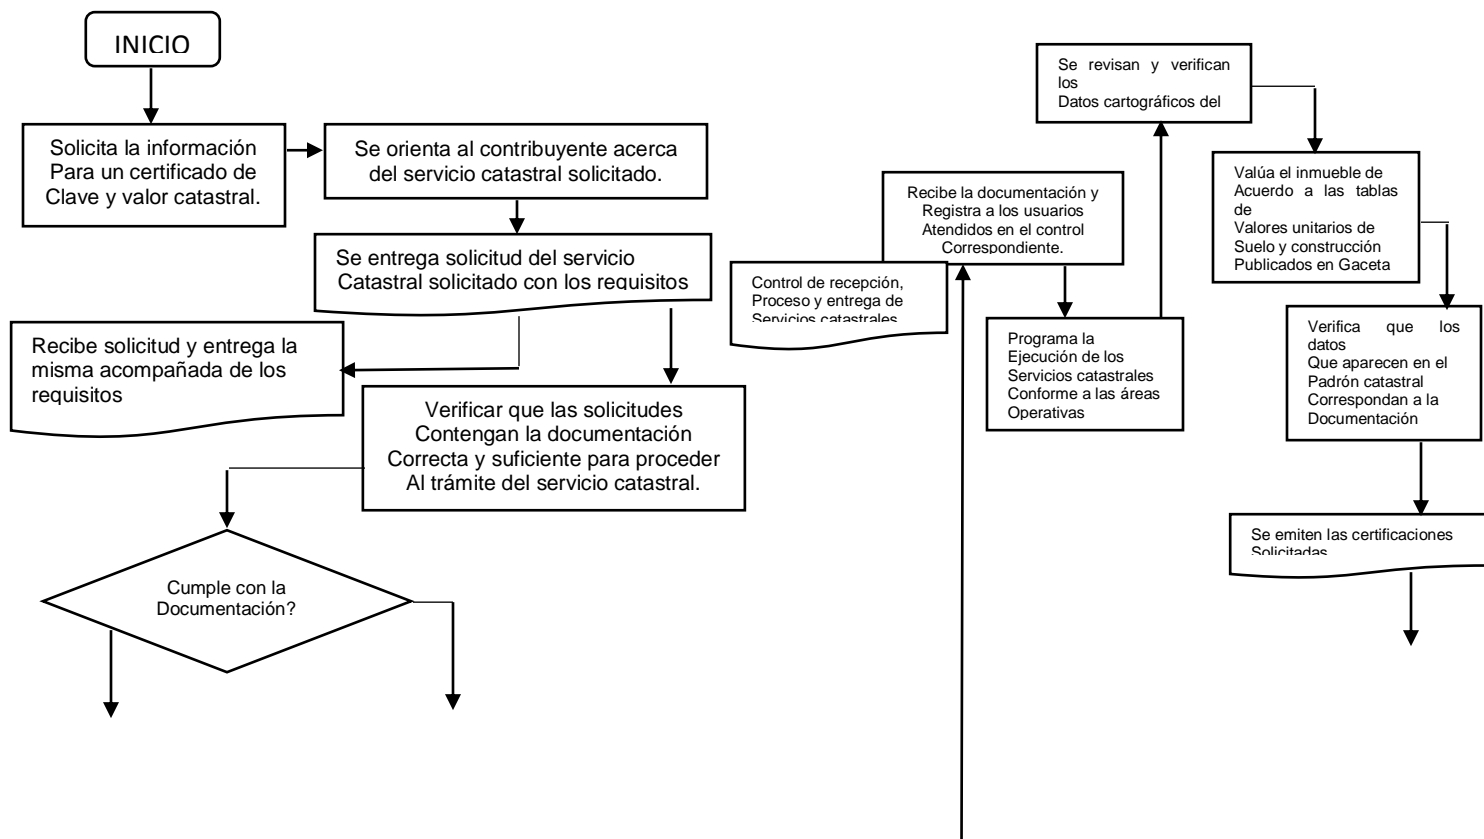 INICIO
Solicita la información
Para un certificado de
Clave y valor catastral.
Se orienta al contribuyente acerca
del servicio catastral solicitado.
Se entrega solicitud del servicio
Catastral solicitado con los requisitos
Recibe solicitud y entrega la
misma acompañada de los
requisitos
Verificar que las solicitudes
Contengan la documentación
Correcta y suficiente para proceder
Al trámite del servicio catastral.
Cumple con la
Documentación?
Recibe la documentación y
Registra a los usuarios
Atendidos en el control
Correspondiente.
Control de recepción,
Proceso y entrega de
Servicios catastrales
Programa la
Ejecución de los
Servicios catastrales
Conforme a las áreas
Operativas
Se revisan y verifican
los
Datos cartográficos del
Valúa el inmueble de
Acuerdo a las tablas
de
Valores unitarios de
Suelo y construcción
Publicados en Gaceta
Verifica que los
datos
Que aparecen en el
Padrón catastral
Correspondan a la
Documentación
Se emiten las certificaciones
Solicitadas